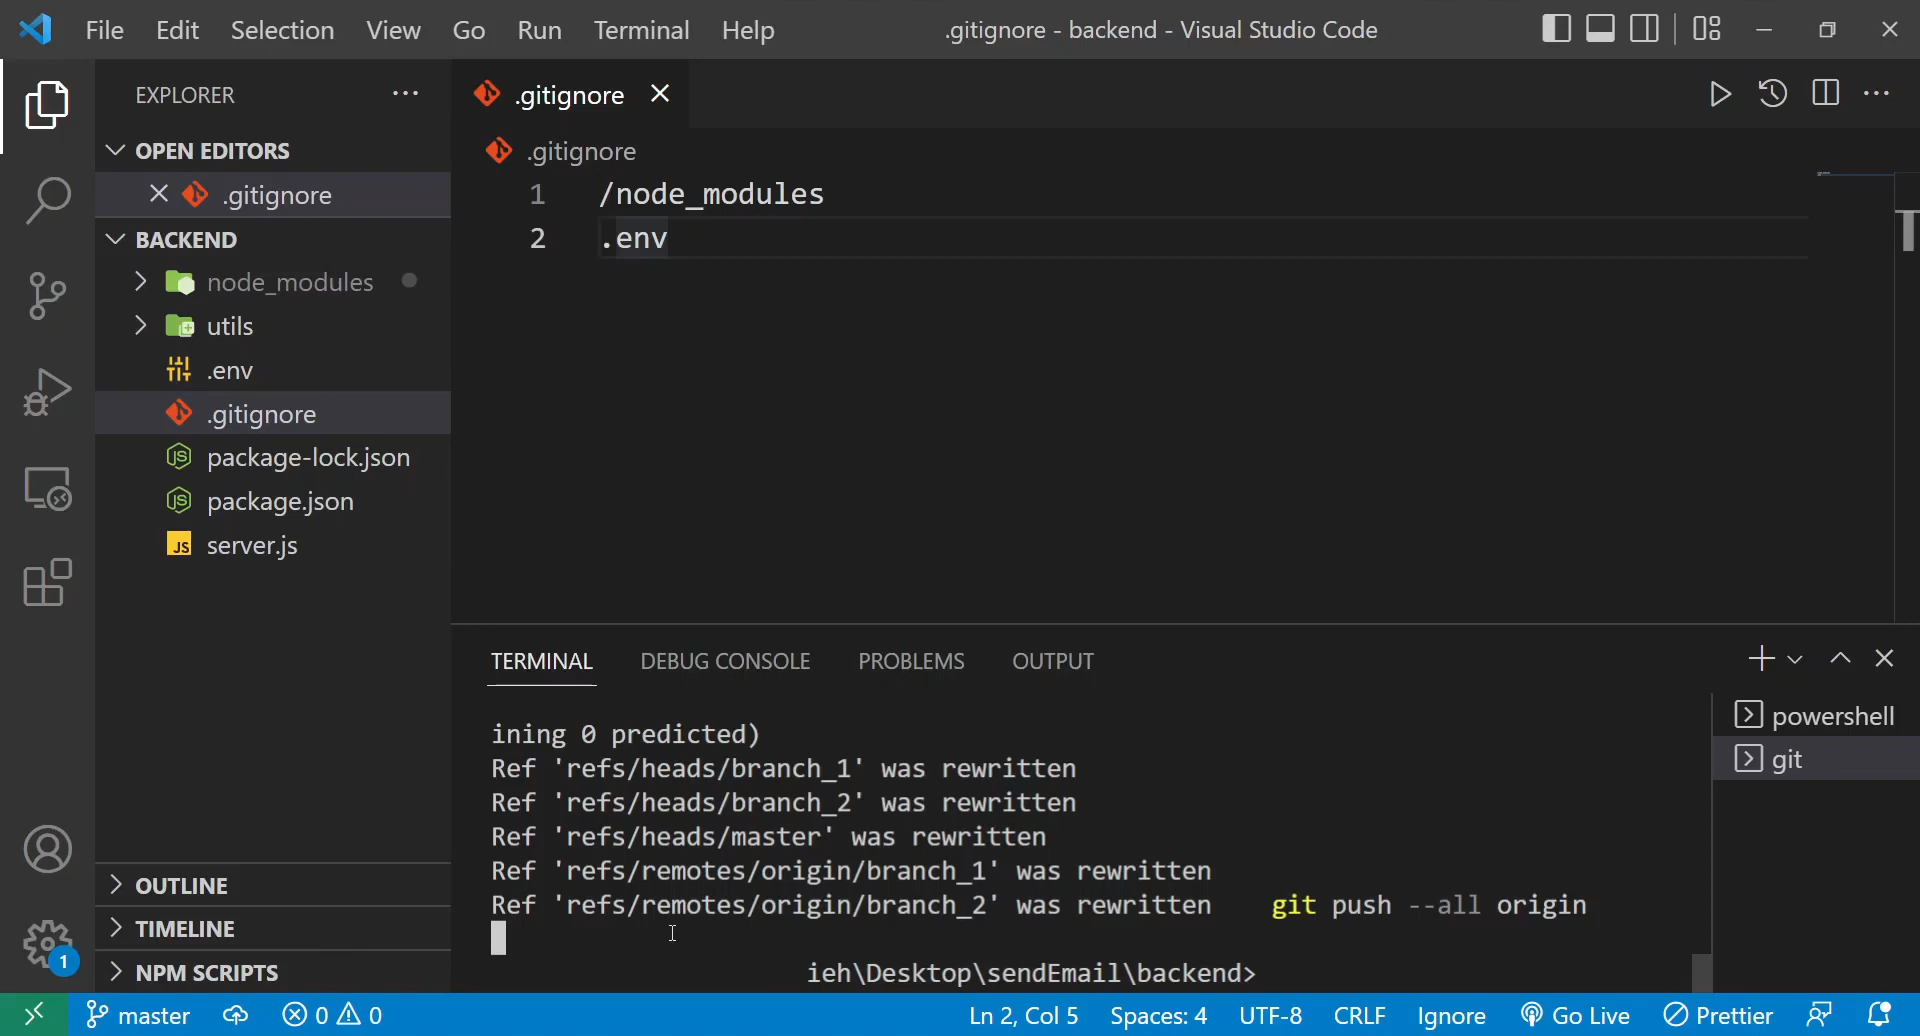 File Edit Selection View Go Run Terminal Help
.gitignore - backend - Visual Studio Code
EXPLORER
OPEN EDITORS
.gitignore
BACKEND
node_modules
utils
.env
.gitignore
package-lock.json
package.json
JS server.js
OUTLINE
TIMELINE
NPM SCRIPTS
1
.gitignore
.gitignore
1 /node_modules
2 .env
TERMINAL DEBUG CONSOLE PROBLEMS OUTPUT
powershell
git
ining 0 predicted)
Ref 'refs/heads/branch_1' was rewritten
Ref 'refs/heads/branch_2' was rewritten
Ref 'refs/heads/master' was rewritten
Ref 'refs/remotes/origin/branch_1' was rewritten
Ref 'refs/remotes/origin/branch_2' was rewritten git push --all origin
ieh\Desktop\sendEmail\backend>
master 0 0 Ln 2, Col 5 Spaces: 4 UTF-8 CRLF Ignore Go Live Prettier